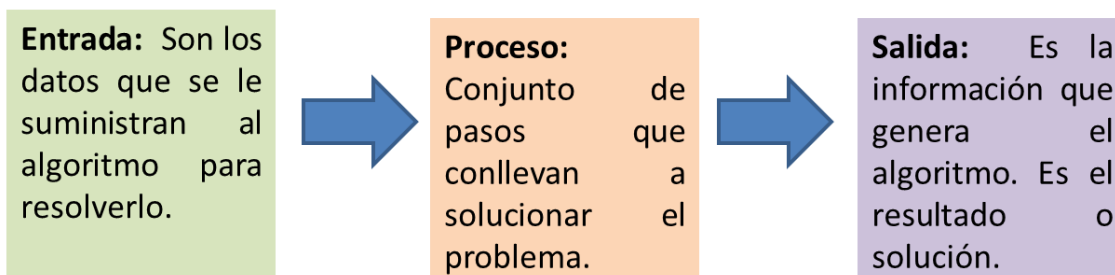 Entrada: Son los
datos que se le
suministran al
algoritmo para
resolverlo.
Proceso:
Conjunto de
pasos que
conllevan a
solucionar el
problema.
Salida: Es la
información que
genera el
algoritmo. Es el
resultado o
solución.